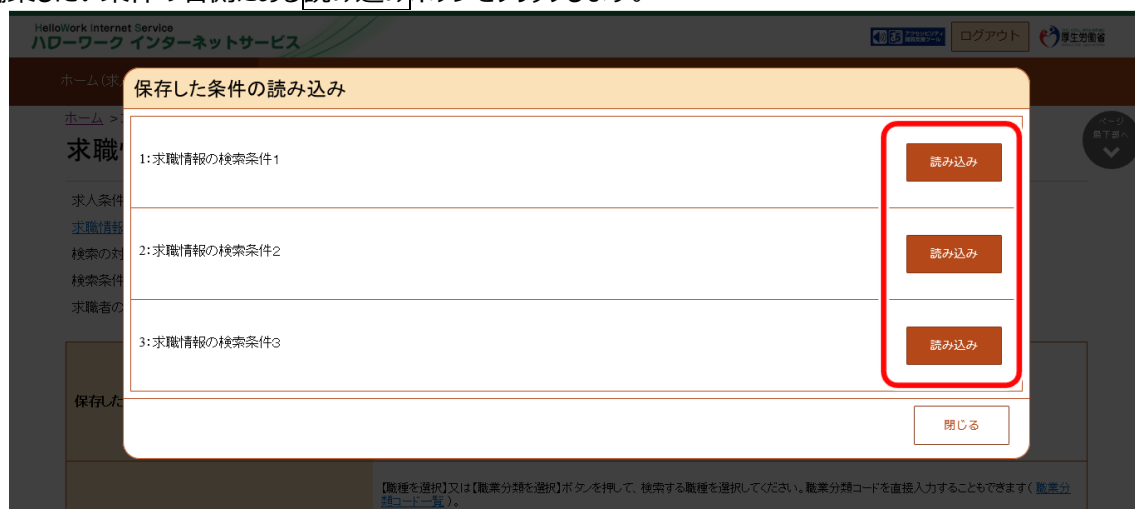 HelloWork Internet Service
ハローワーク インターネットサービス
ログアウト
厚生労働省
ホーム(求
保存した条件の読み込み
ホーム >
求職
ページ
最下部へ
1:求職情報の検索条件1
読み込み
求人条件
求職情報
検索の対
2:求職情報の検索条件2
読み込み
検索条件
求職者の
3:求職情報の検索条件3
読み込み
保存した
閉じる
【職種を選択】又は【職業分類を選択】ボタンを押して、検索する職種を選択してください。職業分類コードを直接入力することもできます( 職業分
類コード一覧 )。